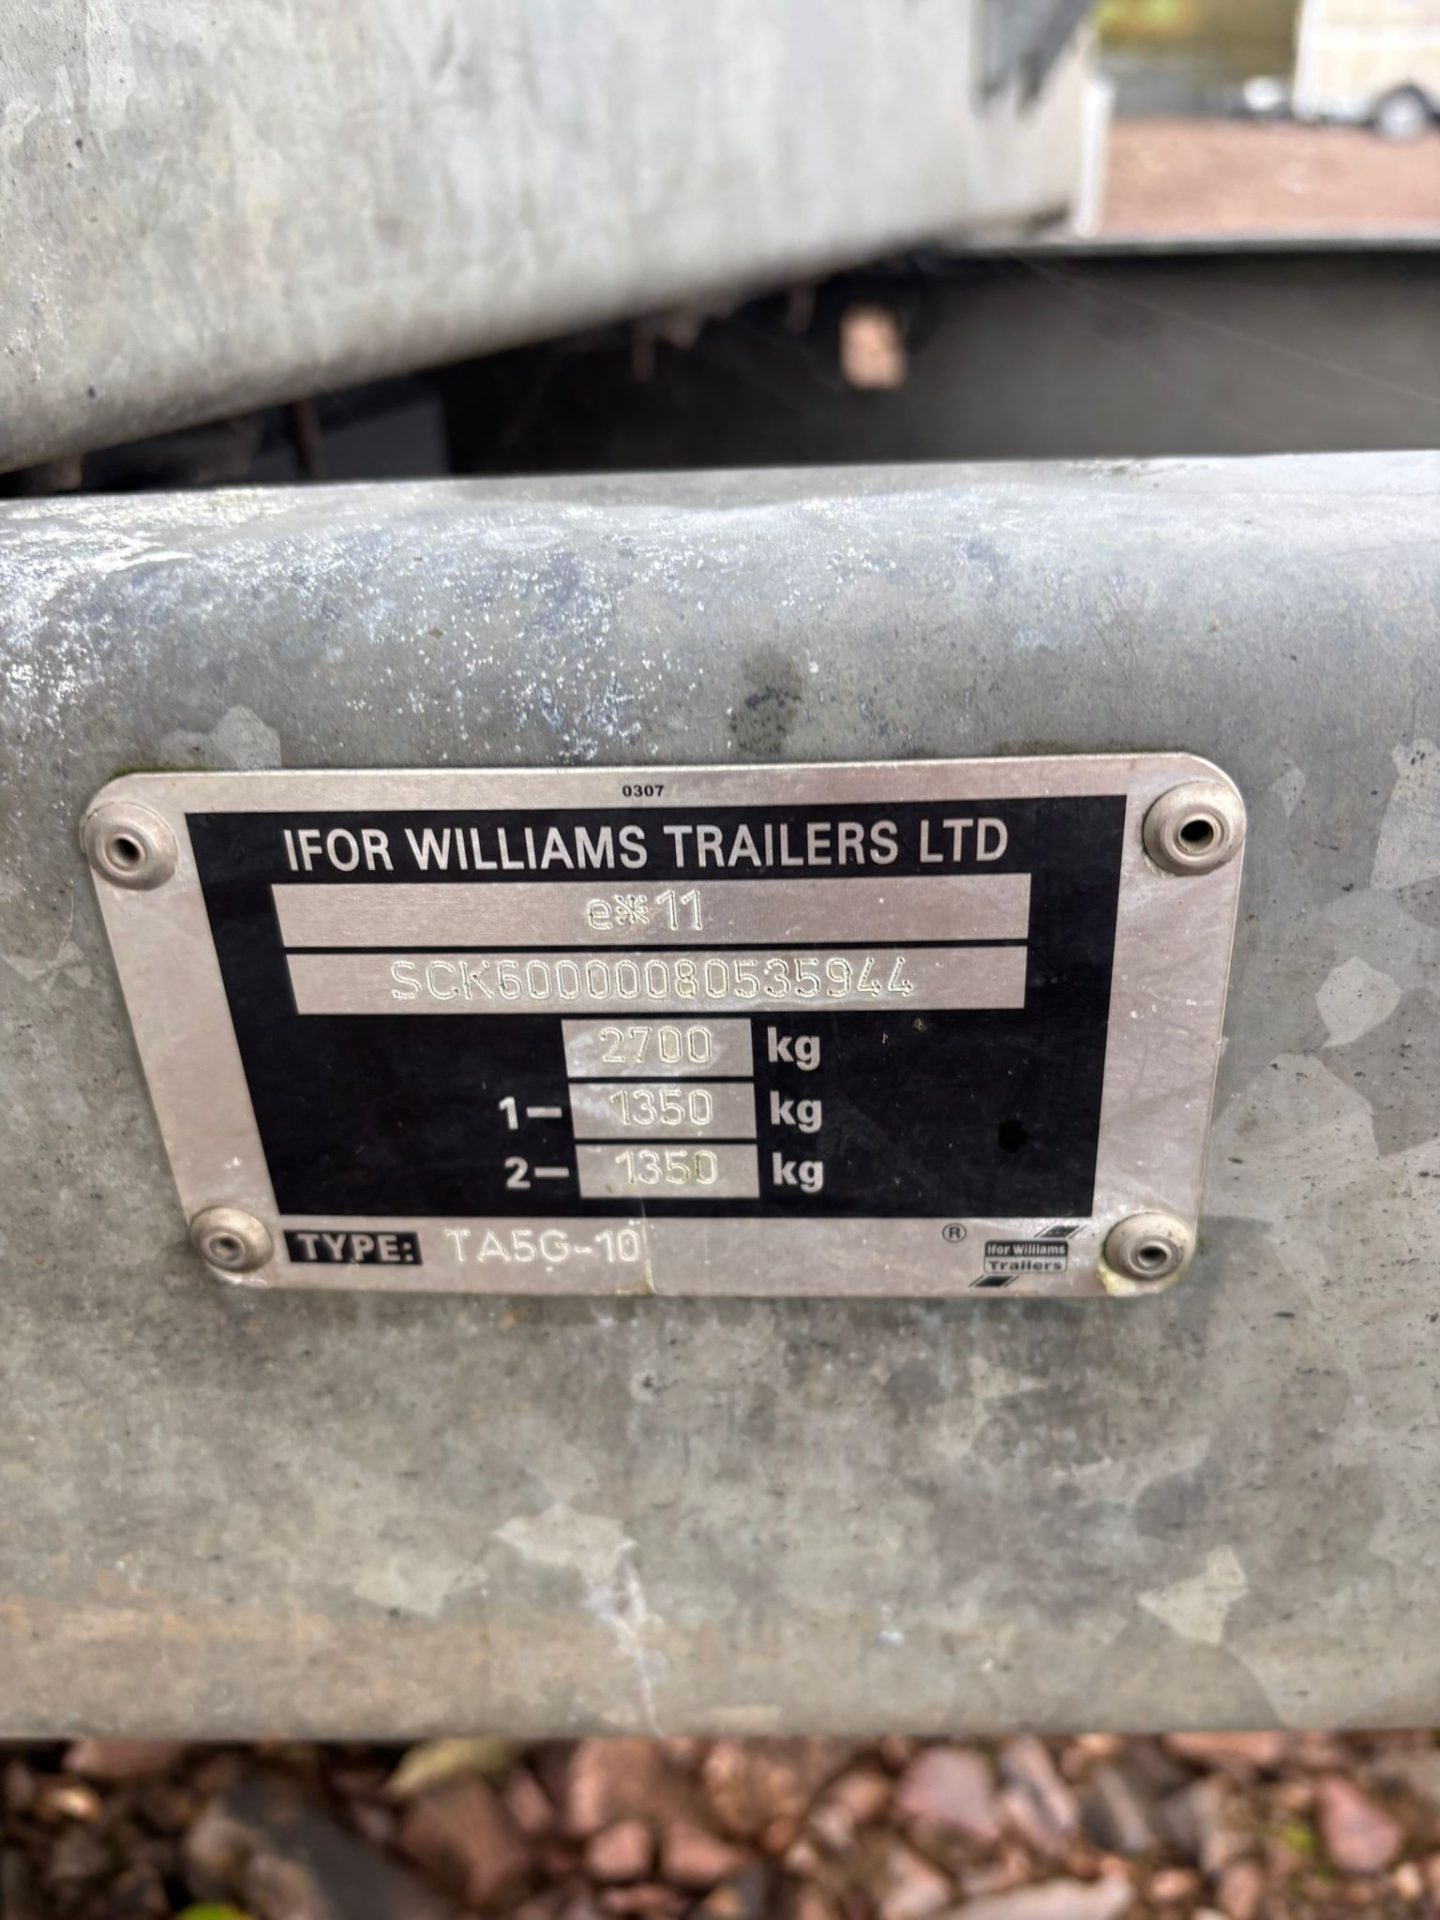 0307
IFOR WILLIAMS TRAILERS LTD
e*11
SCK60000080535944
2700 kg
1- 1350 kg
2- 1350 kg
TYPE: TA5G-10
®
Ifor Williams
Trailers